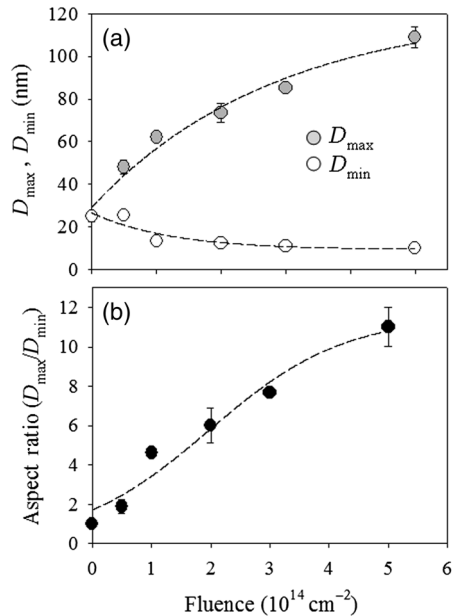 (a)
120
100
80
60
40
20
0
D_max , D_min (nm)
D_max
D_min
(b)
12
10
8
6
4
2
0
Aspect ratio (D_max/D_min)
0 1 2 3 4 5 6
Fluence (10^14 cm^−2)